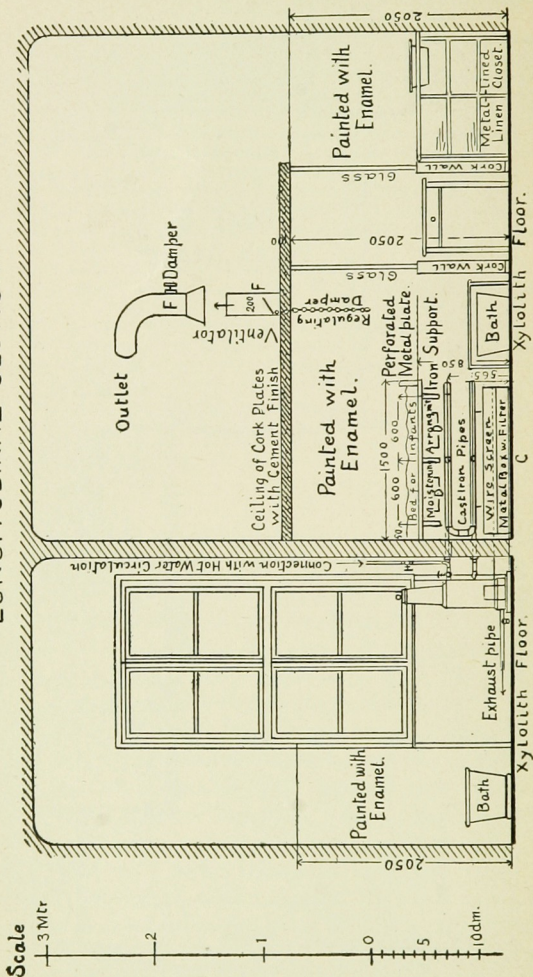 Scale
3 Mtr
2
1
0
5
10dm.
2050
Painted with
Enamel.
Bath
Xylolith Floor.
Exhaust pipe
Connection with Hot Water Circulation
H
Outlet
F
Damper
Ventilator
200
F
Ceiling of Cork Plates
with Cement Finish
Painted with
Enamel.
Regulating
Damper
Perforated
Metal plate.
1500
50
600
600
Bed for Infants
Moistening Arrangmt
Iron Support.
Cast Iron Pipes
Wire Screen
Metal Box w. Filter
850
565
Bath
C
Xylolith Floor.
Glass
Cork Wall
2050
Glass
Cork Wall
Painted with
Enamel.
Metal-lined
Linen Closet.
2050